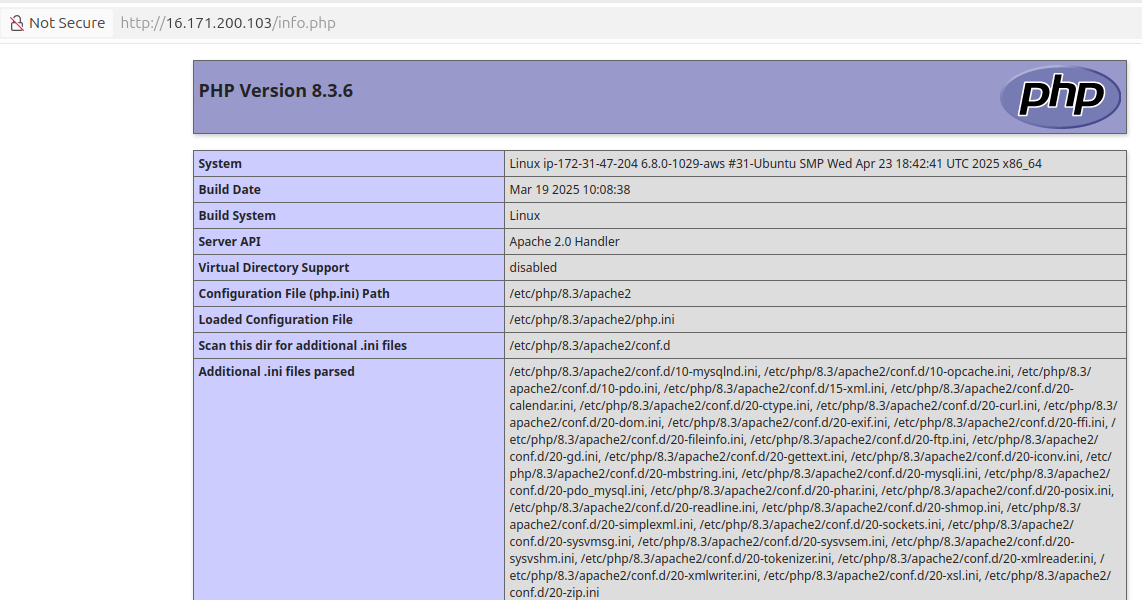 Not Secure http://16.171.200.103/info.php
PHP Version 8.3.6
php
System Linux ip-172-31-47-204 6.8.0-1029-aws #31-Ubuntu SMP Wed Apr 23 18:42:41 UTC 2025 x86_64
Build Date Mar 19 2025 10:08:38
Build System Linux
Server API Apache 2.0 Handler
Virtual Directory Support disabled
Configuration File (php.ini) Path /etc/php/8.3/apache2
Loaded Configuration File /etc/php/8.3/apache2/php.ini
Scan this dir for additional .ini files /etc/php/8.3/apache2/conf.d
Additional .ini files parsed /etc/php/8.3/apache2/conf.d/10-mysqlnd.ini, /etc/php/8.3/apache2/conf.d/10-opcache.ini, /etc/php/8.3/
apache2/conf.d/10-pdo.ini, /etc/php/8.3/apache2/conf.d/15-xml.ini, /etc/php/8.3/apache2/conf.d/20-
calendar.ini, /etc/php/8.3/apache2/conf.d/20-ctype.ini, /etc/php/8.3/apache2/conf.d/20-curl.ini, /etc/php/8.3/
apache2/conf.d/20-dom.ini, /etc/php/8.3/apache2/conf.d/20-exif.ini, /etc/php/8.3/apache2/conf.d/20-ffi.ini, /
etc/php/8.3/apache2/conf.d/20-fileinfo.ini, /etc/php/8.3/apache2/conf.d/20-ftp.ini, /etc/php/8.3/apache2/
conf.d/20-gd.ini, /etc/php/8.3/apache2/conf.d/20-gettext.ini, /etc/php/8.3/apache2/conf.d/20-iconv.ini, /etc/
php/8.3/apache2/conf.d/20-mbstring.ini, /etc/php/8.3/apache2/conf.d/20-mysqli.ini, /etc/php/8.3/apache2/
conf.d/20-pdo_mysql.ini, /etc/php/8.3/apache2/conf.d/20-phar.ini, /etc/php/8.3/apache2/conf.d/20-posix.ini,
/etc/php/8.3/apache2/conf.d/20-readline.ini, /etc/php/8.3/apache2/conf.d/20-shmop.ini, /etc/php/8.3/
apache2/conf.d/20-simplexml.ini, /etc/php/8.3/apache2/conf.d/20-sockets.ini, /etc/php/8.3/apache2/
conf.d/20-sysvmsg.ini, /etc/php/8.3/apache2/conf.d/20-sysvsem.ini, /etc/php/8.3/apache2/conf.d/20-
sysvshm.ini, /etc/php/8.3/apache2/conf.d/20-tokenizer.ini, /etc/php/8.3/apache2/conf.d/20-xmlreader.ini, /
etc/php/8.3/apache2/conf.d/20-xmlwriter.ini, /etc/php/8.3/apache2/conf.d/20-xsl.ini, /etc/php/8.3/apache2/
conf.d/20-zip.ini